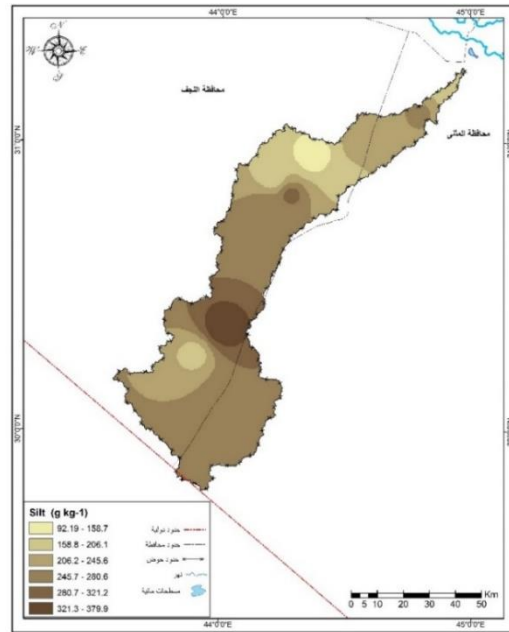 44°0'0"E 45°0'0"E
N
W E
S
محافظة النجف
محافظة المثنى
31°0'0"N
30°0'0"N
Silt (g kg-1)
92.19 - 158.7
158.8 - 206.1
206.2 - 245.6
245.7 - 280.6
280.7 - 321.2
321.3 - 379.9
حدود دولية
حدود محافظة
حدود حوض
نهر
مسطحات مائية
Km
0 5 10 20 30 40 50
44°0'0"E 45°0'0"E